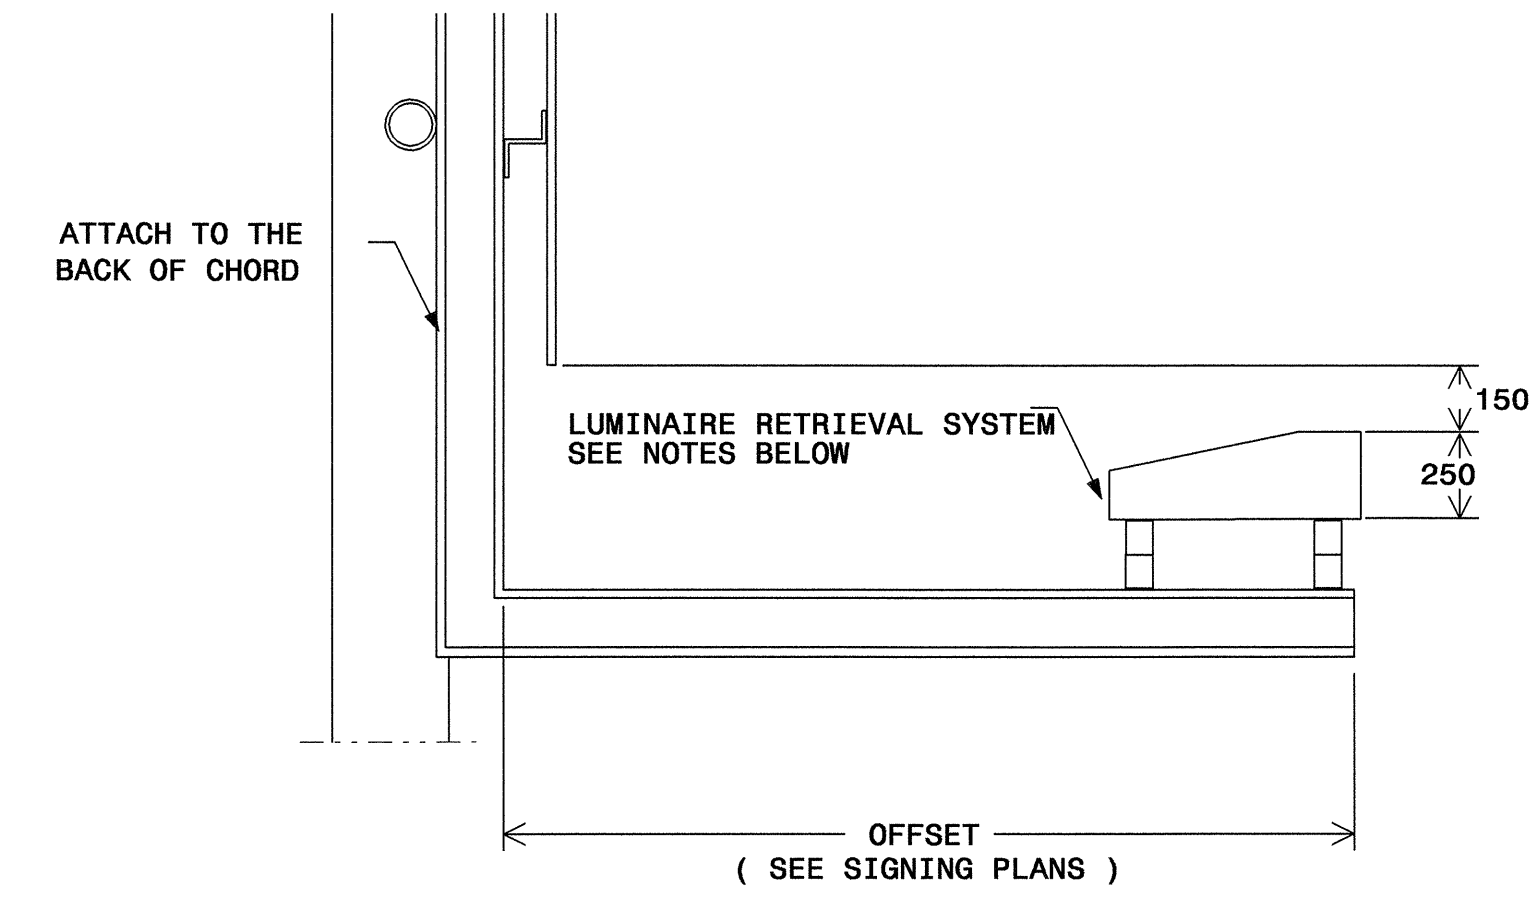 ATTACH TO THE
BACK OF CHORD
150
LUMINAIRE RETRIEVAL SYSTEM
SEE NOTES BELOW
250
OFFSET
( SEE SIGNING PLANS )